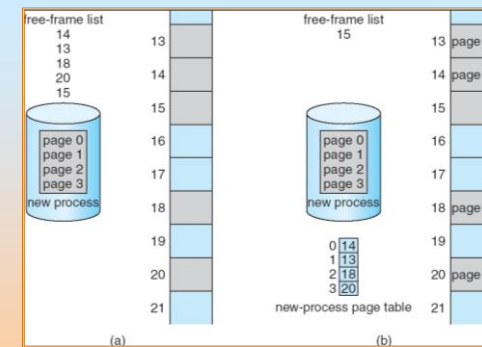 free-frame list
14
13
18
20
15
page 0
page 1
page 2
page 3
new process
13
14
15
16
17
18
19
20
21
(a)
free-frame list
15
page 0
page 1
page 2
page 3
new process
0 14
1 13
2 18
3 20
new-process page table
13 page
14 page
15
16
17
18 page
19
20 page
21
(b)